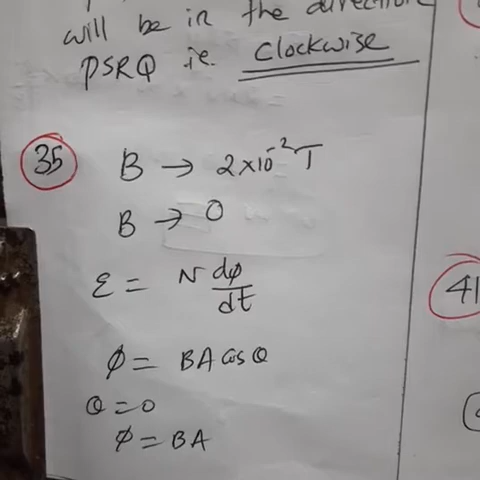 will be in the direction
PSRQ ie. Clockwise
35
B → 2×10⁻² T
B → 0
ε = N dφ/dt
φ = BA cos θ
θ = 0
φ = BA
41